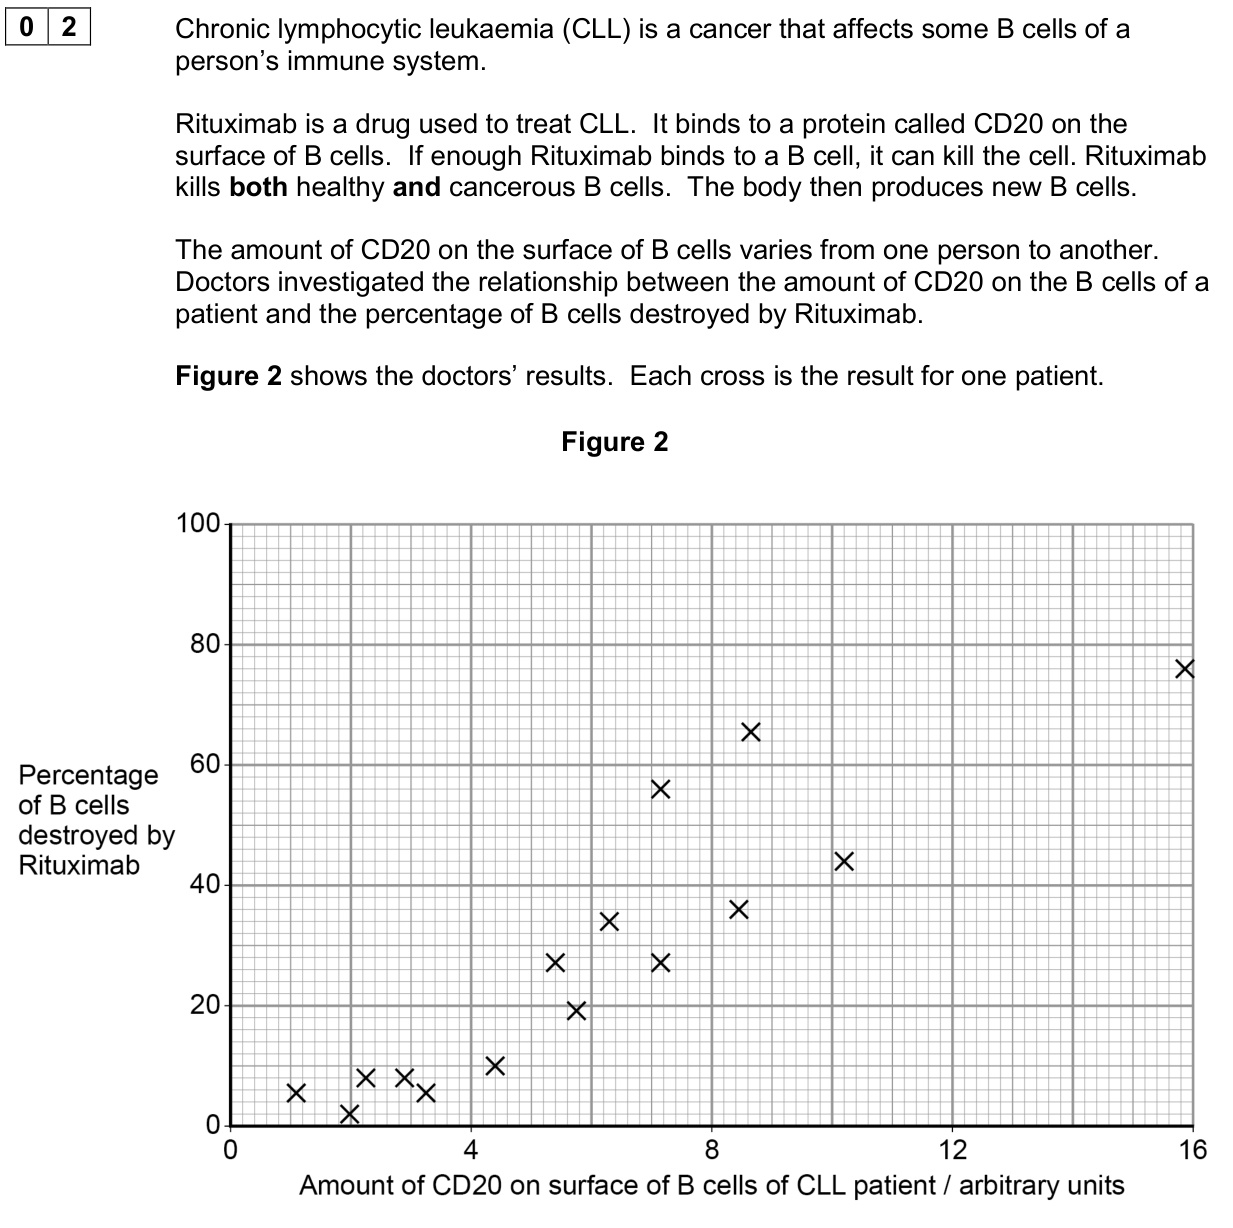 0 2
Chronic lymphocytic leukaemia (CLL) is a cancer that affects some B cells of a
person’s immune system.
Rituximab is a drug used to treat CLL. It binds to a protein called CD20 on the
surface of B cells. If enough Rituximab binds to a B cell, it can kill the cell. Rituximab
kills both healthy and cancerous B cells. The body then produces new B cells.
The amount of CD20 on the surface of B cells varies from one person to another.
Doctors investigated the relationship between the amount of CD20 on the B cells of a
patient and the percentage of B cells destroyed by Rituximab.
Figure 2 shows the doctors’ results. Each cross is the result for one patient.
Figure 2
100
80
60
40
20
0
Percentage
of B cells
destroyed by
Rituximab
0 4 8 12 16
Amount of CD20 on surface of B cells of CLL patient / arbitrary units